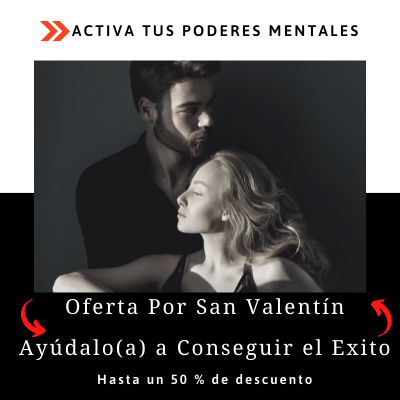 ACTIVA TUS PODERES MENTALES
Oferta Por San Valentín
Ayúdalo(a) a Conseguir el Exito
Hasta un 50 % de descuento